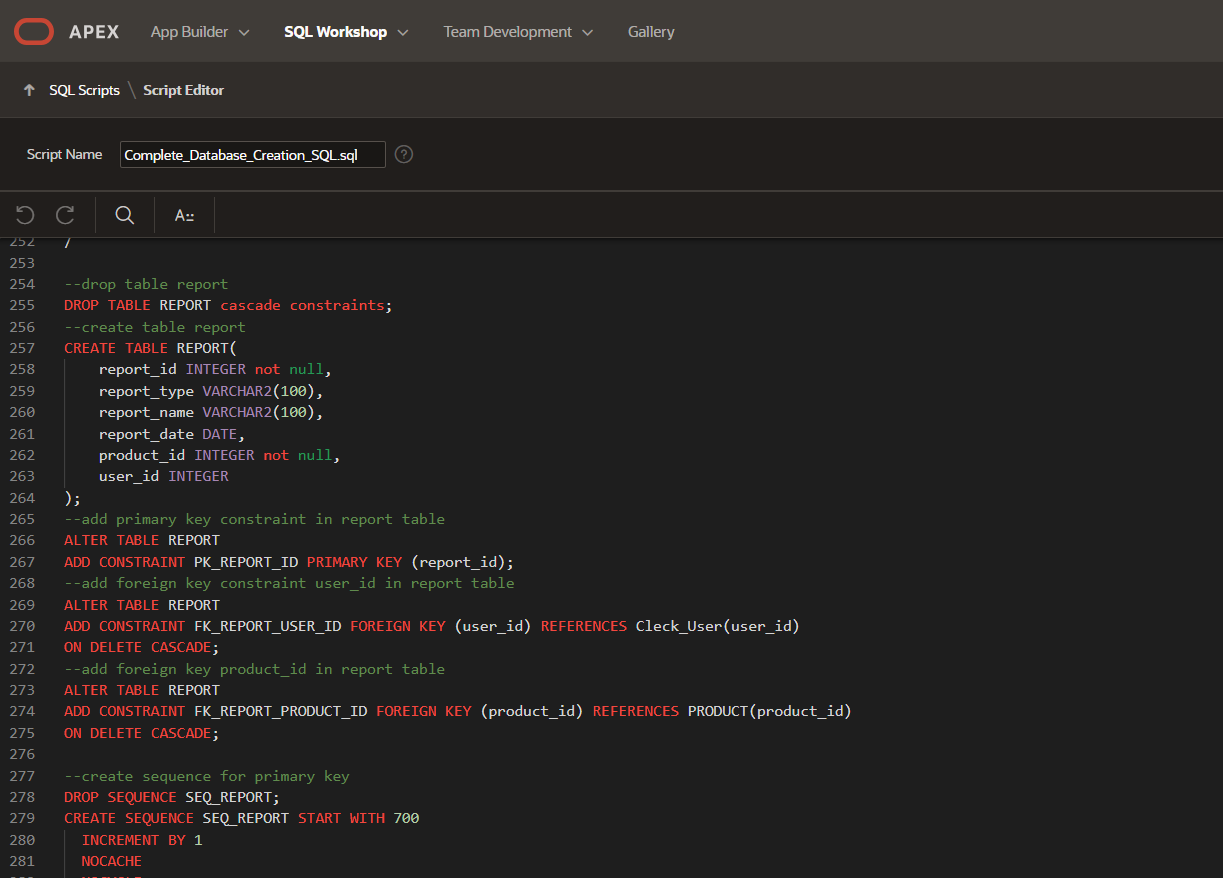 APEX App Builder SQL Workshop Team Development Gallery
SQL Scripts \ Script Editor
Script Name Complete_Database_Creation_SQL.sql ?
A::
252 /
253
254 --drop table report
255 DROP TABLE REPORT cascade constraints;
256 --create table report
257 CREATE TABLE REPORT(
258     report_id INTEGER not null,
259     report_type VARCHAR2(100),
260     report_name VARCHAR2(100),
261     report_date DATE,
262     product_id INTEGER not null,
263     user_id INTEGER
264 );
265 --add primary key constraint in report table
266 ALTER TABLE REPORT
267 ADD CONSTRAINT PK_REPORT_ID PRIMARY KEY (report_id);
268 --add foreign key constraint user_id in report table
269 ALTER TABLE REPORT
270 ADD CONSTRAINT FK_REPORT_USER_ID FOREIGN KEY (user_id) REFERENCES Cleck_User(user_id)
271 ON DELETE CASCADE;
272 --add foreign key product_id in report table
273 ALTER TABLE REPORT
274 ADD CONSTRAINT FK_REPORT_PRODUCT_ID FOREIGN KEY (product_id) REFERENCES PRODUCT(product_id)
275 ON DELETE CASCADE;
276
277 --create sequence for primary key
278 DROP SEQUENCE SEQ_REPORT;
279 CREATE SEQUENCE SEQ_REPORT START WITH 700
280   INCREMENT BY 1
281   NOCACHE